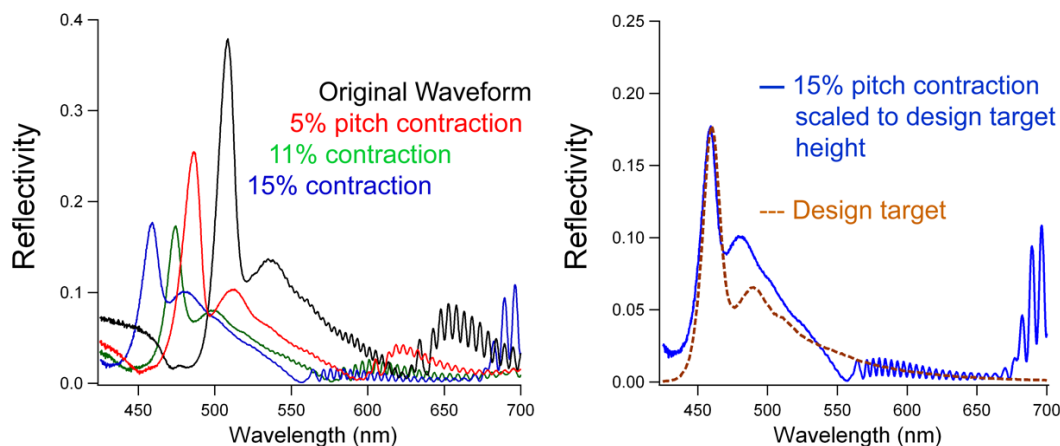 0.4
0.3
0.2
0.1
0.0
Reflectivity
450
500
550
600
650
700
Wavelength (nm)
Original Waveform
5% pitch contraction
11% contraction
15% contraction
0.25
0.20
0.15
0.10
0.05
0.00
Reflectivity
450
500
550
600
650
700
Wavelength (nm)
15% pitch contraction
scaled to design target
height
Design target